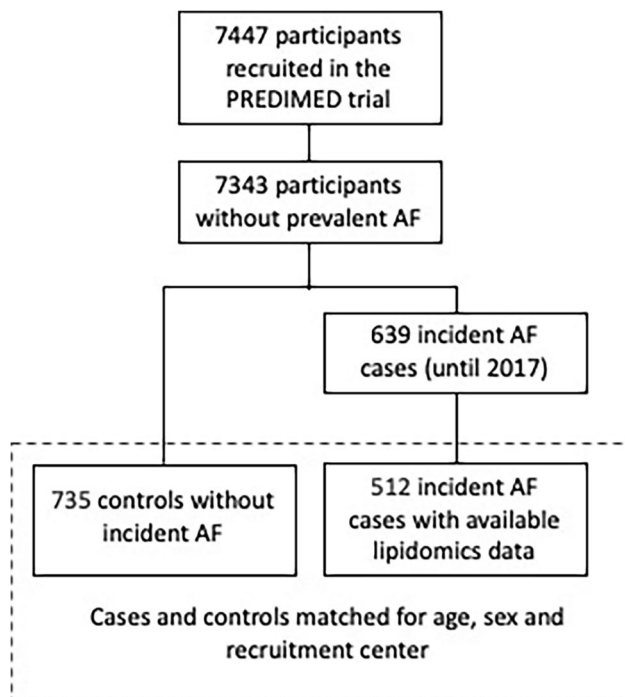 7447 participants
recruited in the
PREDIMED trial
7343 participants
without prevalent AF
639 incident AF
cases (until 2017)
735 controls without
incident AF
512 incident AF
cases with available
lipidomics data
Cases and controls matched for age, sex and
recruitment center